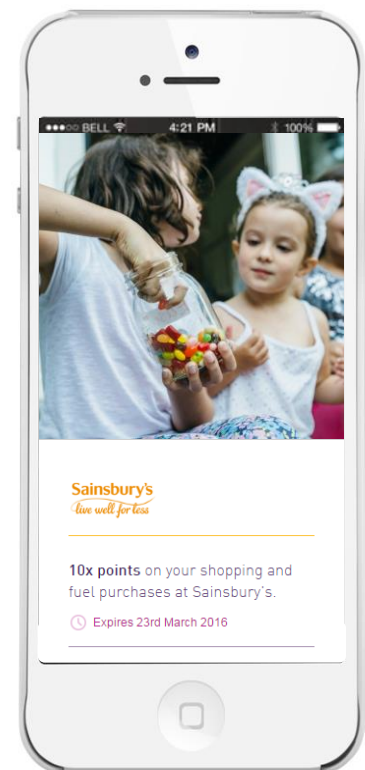 BELL 4:21 PM 100%
Sainsbury's
live well for less
10x points on your shopping and
fuel purchases at Sainsbury's.
Expires 23rd March 2016